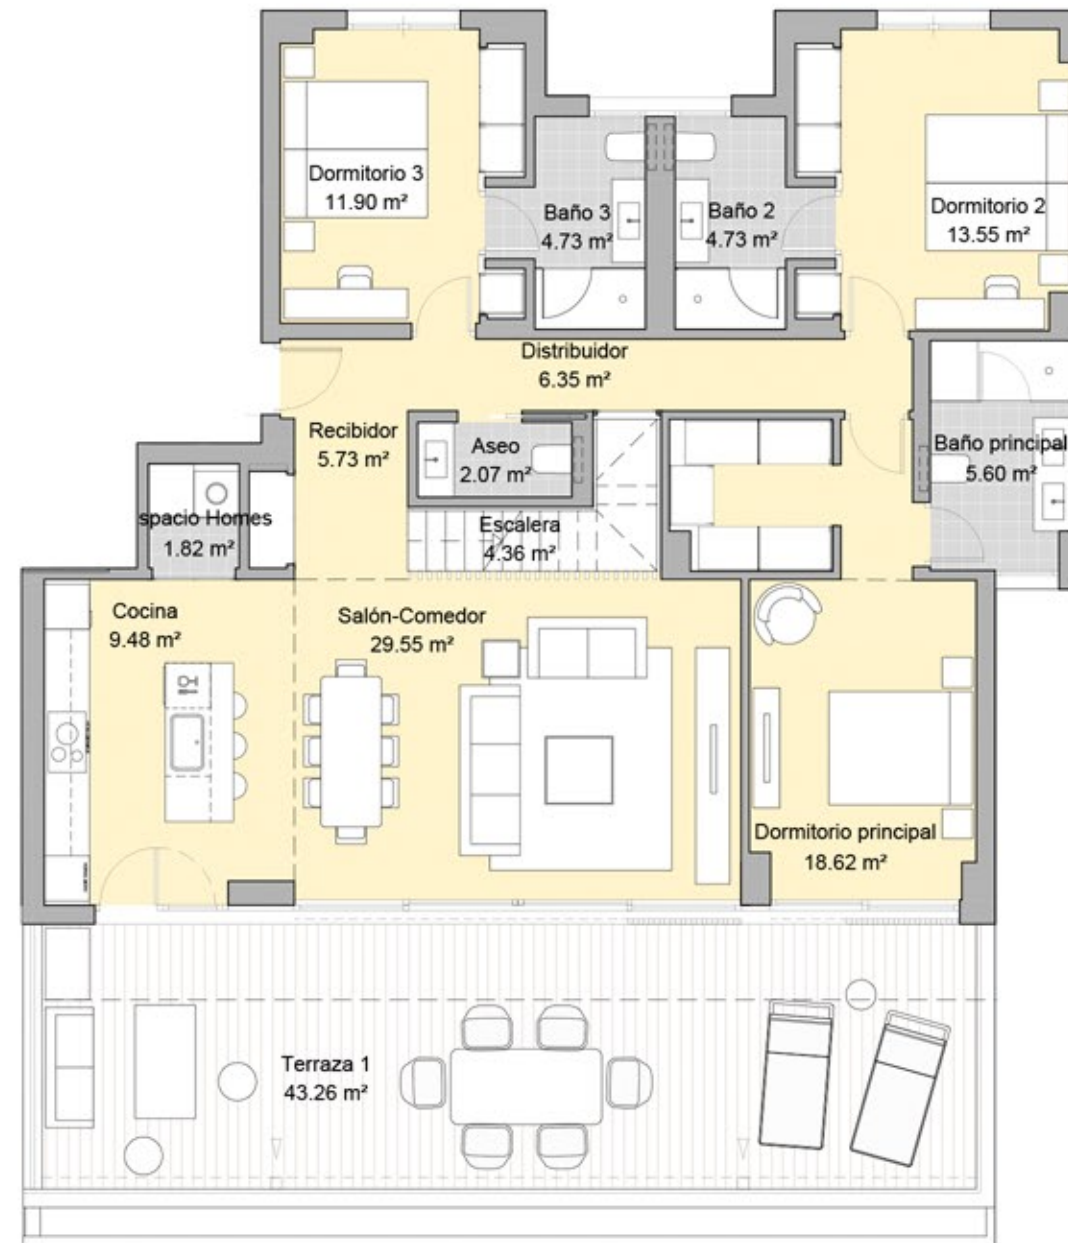 Dormitorio 3
11.90 m²
Baño 3
4.73 m²
Baño 2
4.73 m²
Dormitorio 2
13.55 m²
Distribuidor
6.35 m²
Recibidor
5.73 m²
Aseo
2.07 m²
Baño principal
5.60 m²
spacio Homes
1.82 m²
Escalera
4.36 m²
Cocina
9.48 m²
Salón-Comedor
29.55 m²
Dormitorio principal
18.62 m²
Terraza 1
43.26 m²